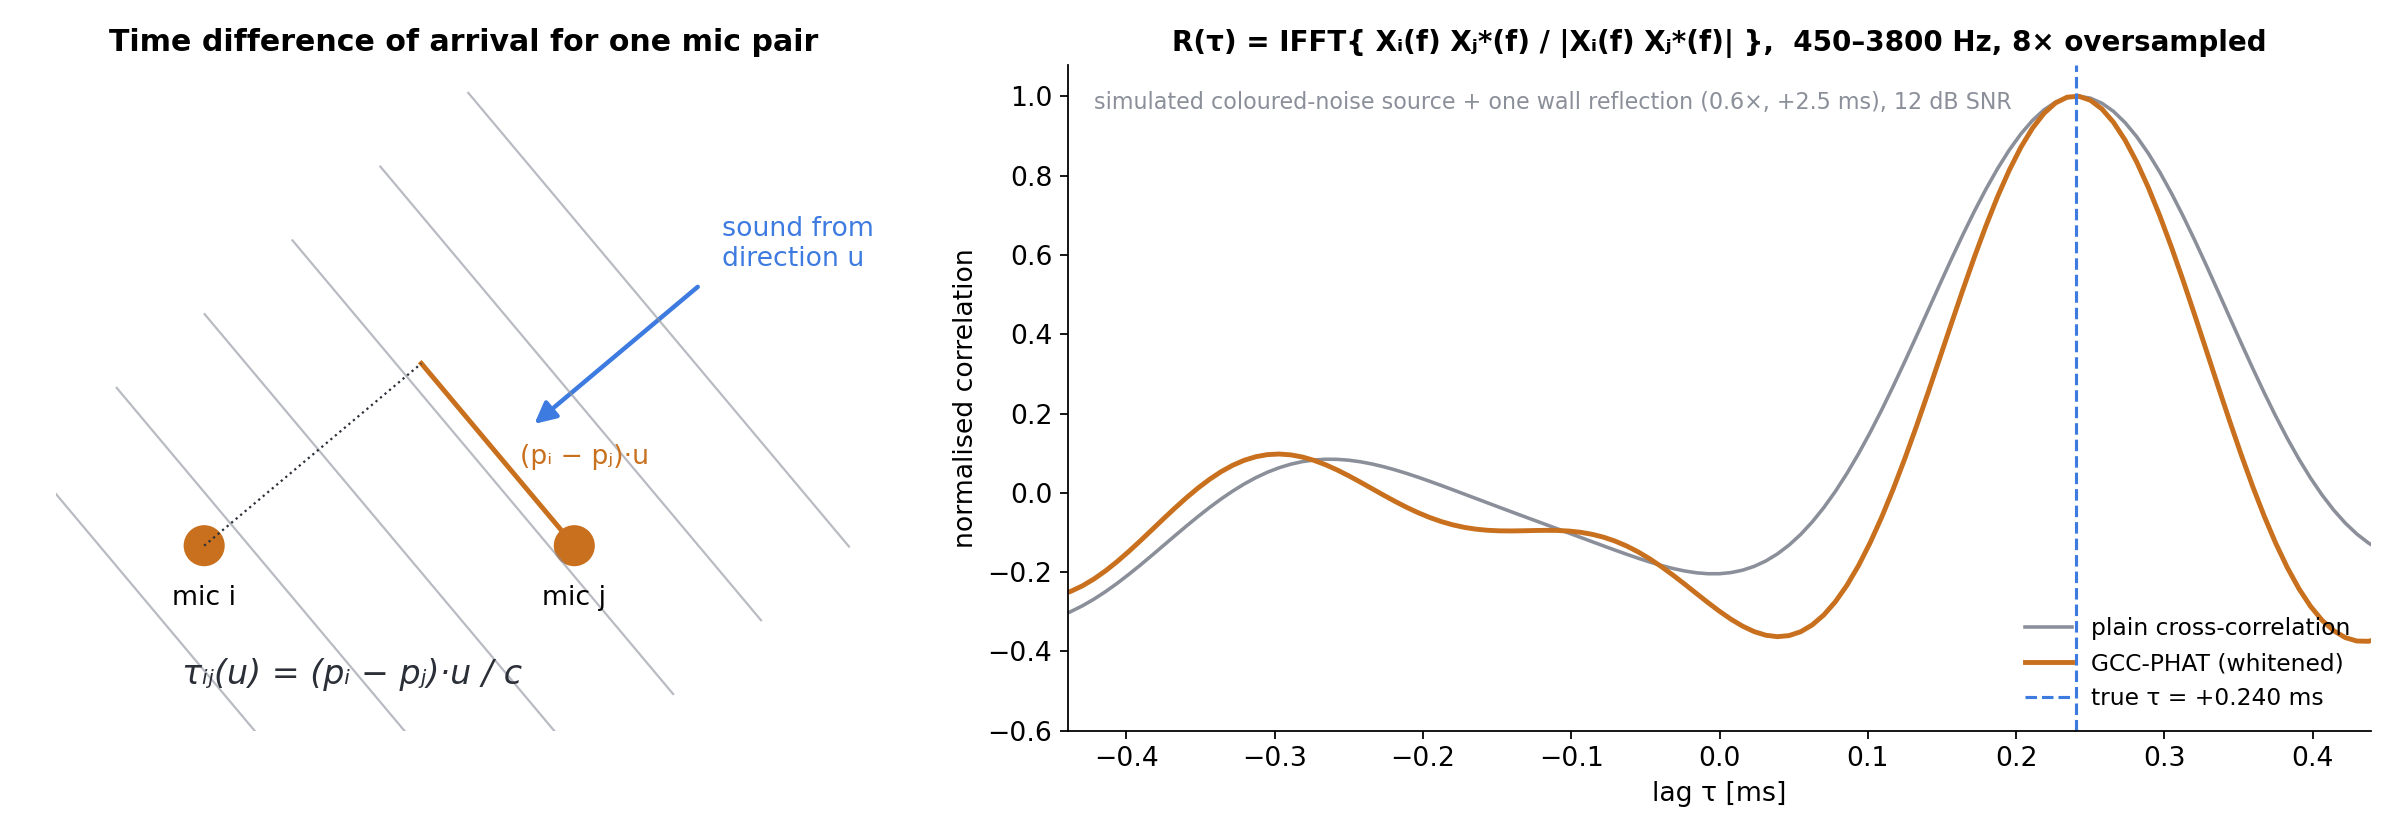 Time difference of arrival for one mic pair
sound from
direction u
(pᵢ − pⱼ)·u
mic i
mic j
τᵢⱼ(u) = (pᵢ − pⱼ)·u / c
R(τ) = IFFT{ Xᵢ(f) Xⱼ*(f) / |Xᵢ(f) Xⱼ*(f)| },  450–3800 Hz, 8× oversampled
simulated coloured-noise source + one wall reflection (0.6×, +2.5 ms), 12 dB SNR
normalised correlation
1.0
0.8
0.6
0.4
0.2
0.0
−0.2
−0.4
−0.6
plain cross-correlation
GCC-PHAT (whitened)
true τ = +0.240 ms
−0.4 −0.3 −0.2 −0.1 0.0 0.1 0.2 0.3 0.4
lag τ [ms]